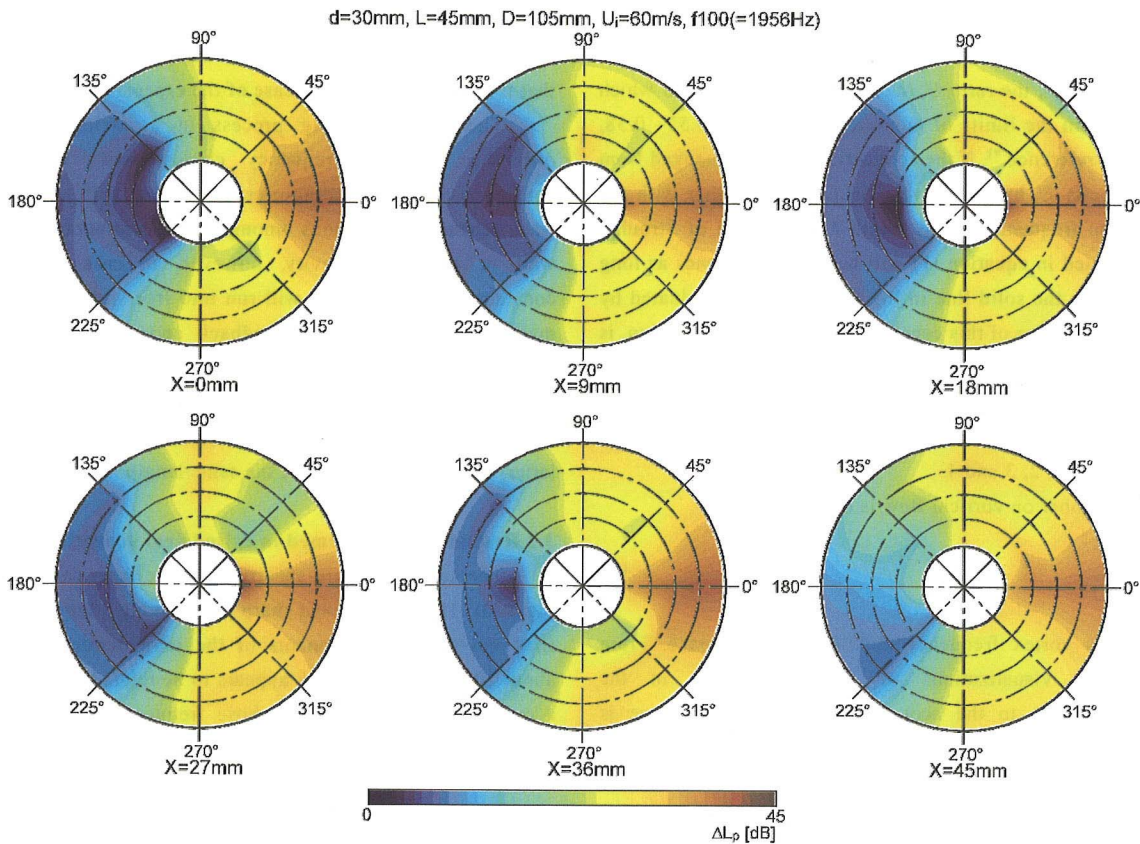 d=30mm, L=45mm, D=105mm, Uj=60m/s, f100(=1956Hz)
90° 90° 90°
135° 45° 135° 45° 135° 45°
180° 0° 180° 0° 180° 0°
225° 315° 225° 315° 225° 315°
270° 270° 270°
X=0mm X=9mm X=18mm
90° 90° 90°
135° 45° 135° 45° 135° 45°
180° 0° 180° 0° 180° 0°
225° 315° 225° 315° 225° 315°
270° 270° 270°
X=27mm X=36mm X=45mm
0 45
ΔLp [dB]